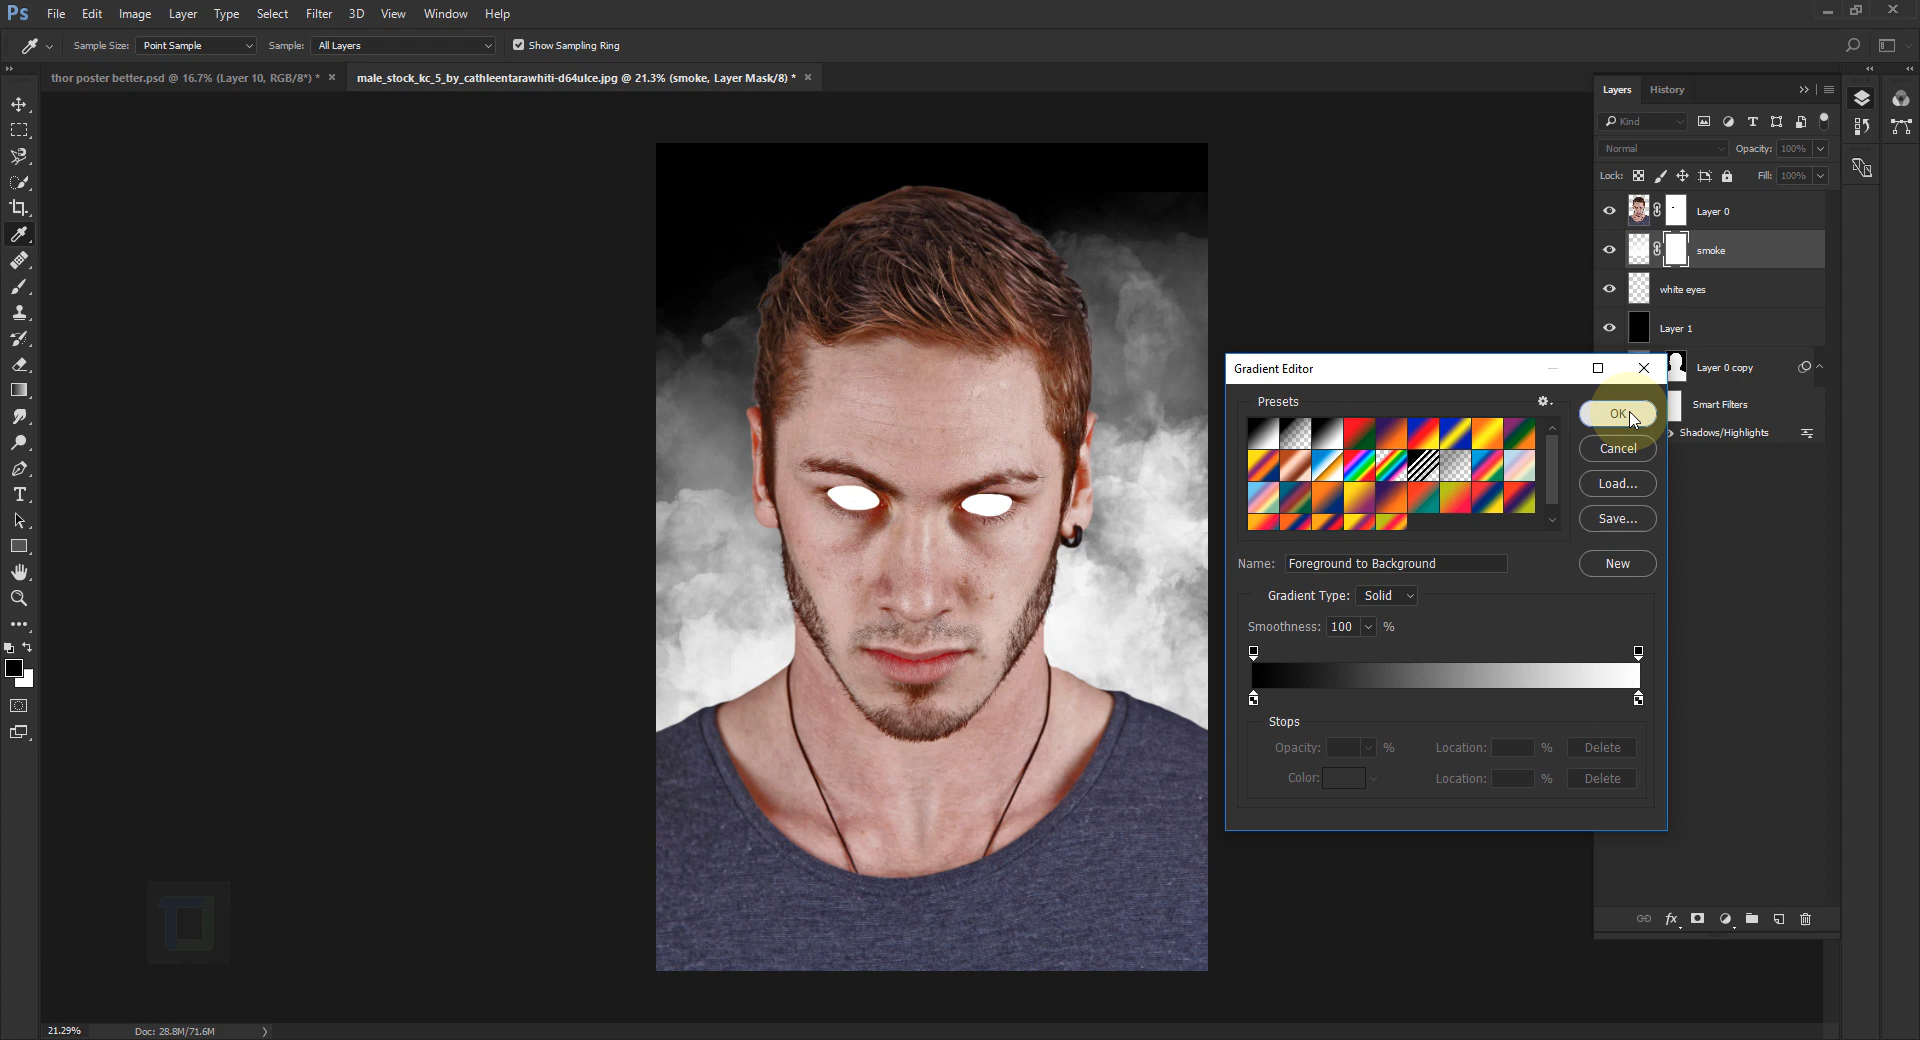 Ps File Edit Image Layer Type Select Filter 3D View Window Help
Sample Size: Point Sample Sample: All Layers Show Sampling Ring
thor poster better.psd @ 16.7% (Layer 10, RGB/8*) * × male_stock_kc_5_by_cathleentarawhiti-d64ulce.jpg @ 21.3% (smoke, Layer Mask/8) * ×
Layers History
Kind
Normal Opacity: 100%
Lock: Fill: 100%
Layer 0
smoke
white eyes
Layer 1
Layer 0 copy
Smart Filters
Shadows/Highlights
Gradient Editor
Presets
OK
Cancel
Load...
Save...
Name: Foreground to Background
New
Gradient Type: Solid
Smoothness: 100 %
Stops
Opacity: % Location: % Delete
Color: Location: % Delete
fx
21.29% Doc: 28.8M/71.6M